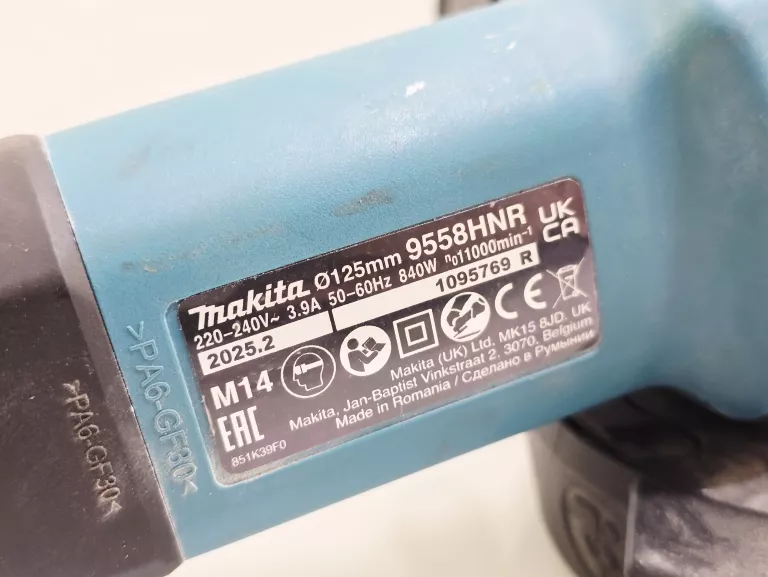 makita Ø125mm 9558HNR
UK
CA
220-240V~ 3.9A 50-60Hz 840W n₀11000min⁻¹
2025.2 1095769 R
M14
CE
EAC
Makita (UK) Ltd. MK15 8JD. UK
Makita, Jan-Baptist Vinkstraat 2, 3070, Belgium
Made in Romania / Сделано в Румынии
851K39F0
>PA6-GF30<
>PA6-GF30<